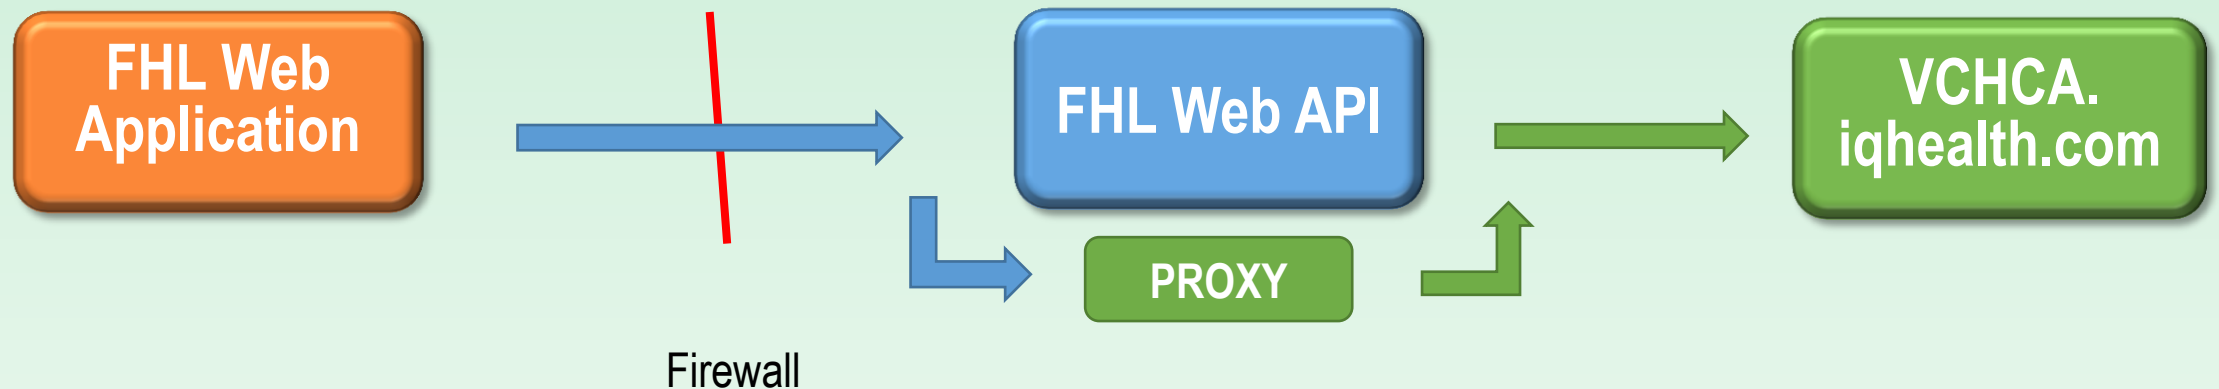 FHL Web
Application
FHL Web API
VCHCA.
iqhealth.com
PROXY
Firewall